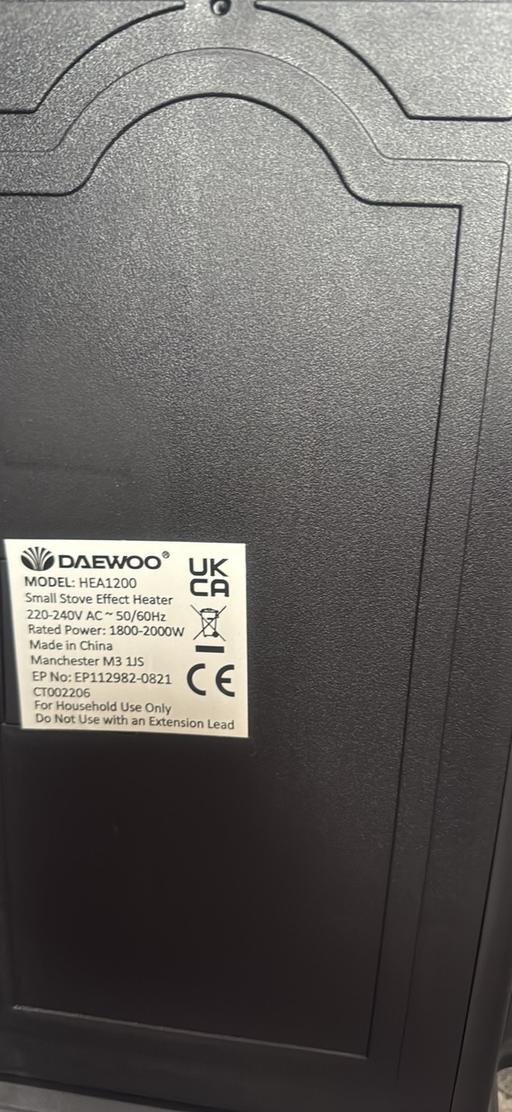 DAEWOO®
MODEL: HEA1200
Small Stove Effect Heater
220-240V AC ~ 50/60Hz
Rated Power: 1800-2000W
Made in China
Manchester M3 1JS
EP No: EP112982-0821
CT002206
For Household Use Only
Do Not Use with an Extension Lead
UK
CA
CE